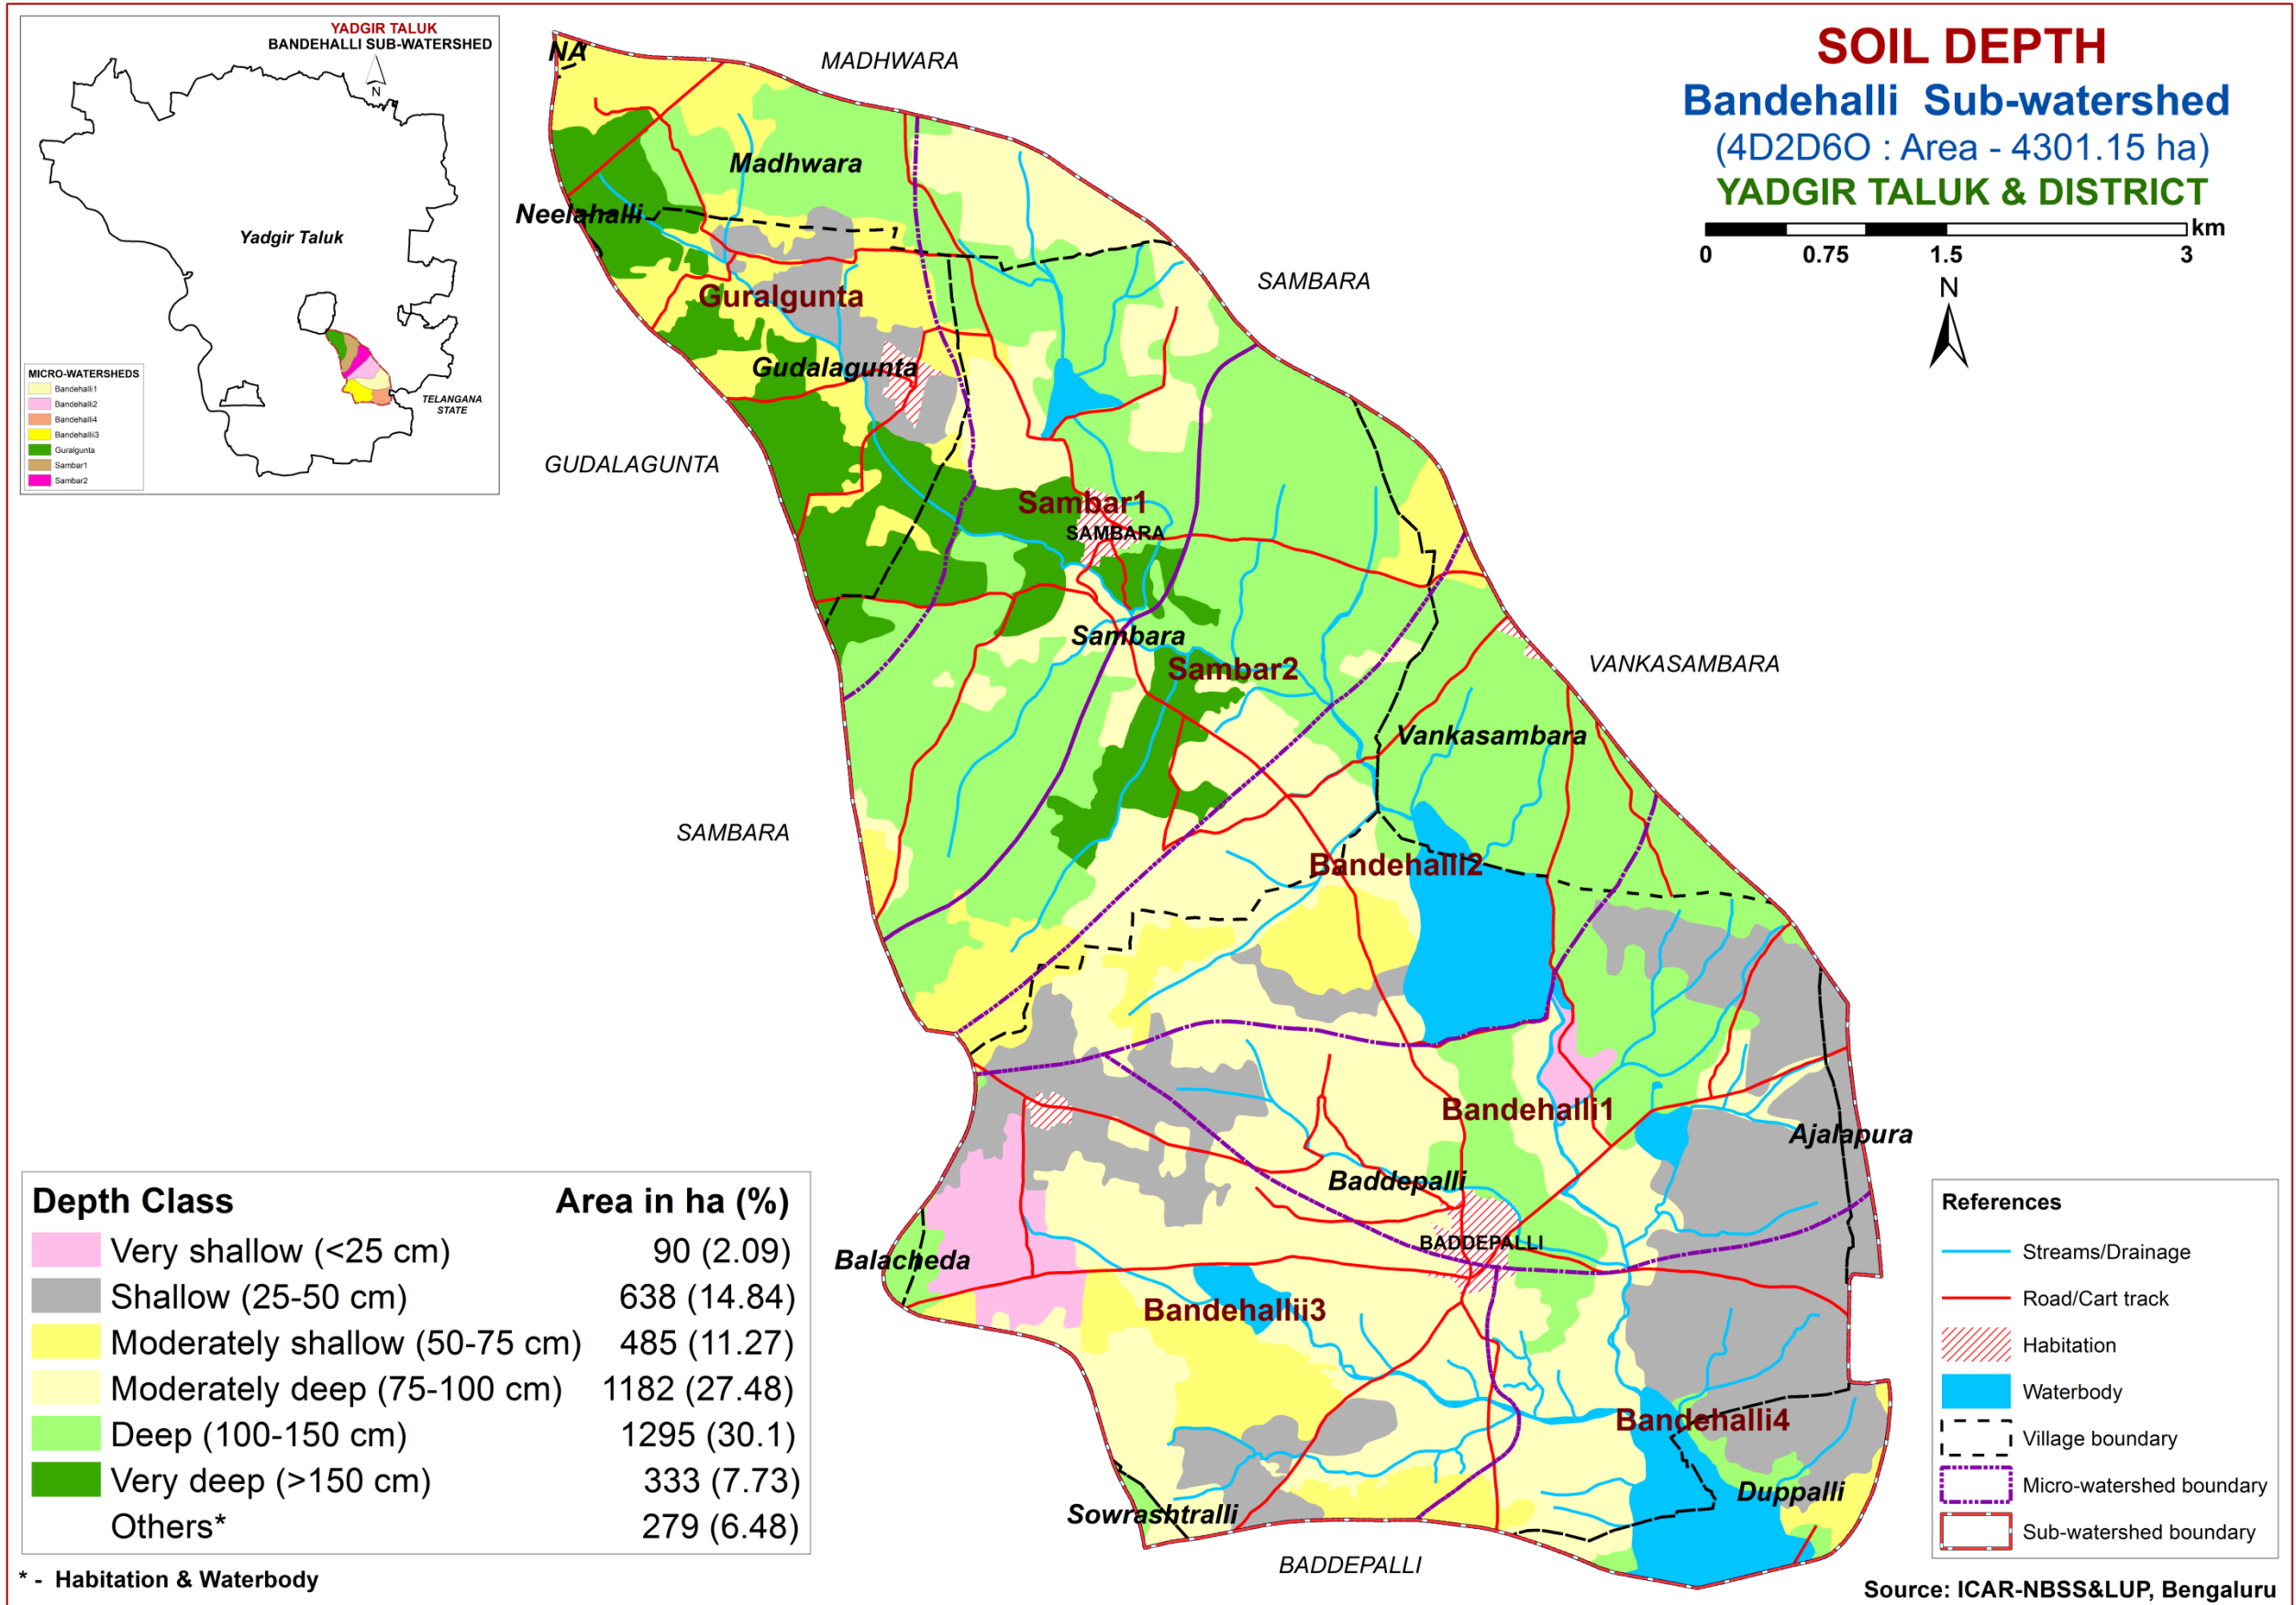 YADGIR TALUK
BANDEHALLI SUB-WATERSHED
N
Yadgir Taluk
TELANGANA
STATE
MICRO-WATERSHEDS
Bandehalli1
Bandehalli2
Bandehalli4
Bandehallii3
Guralgunta
Sambar1
Sambar2
SOIL DEPTH
Bandehalli Sub-watershed
(4D2D6O : Area - 4301.15 ha)
YADGIR TALUK & DISTRICT
km
0 0.75 1.5 3
N
NA
MADHWARA
Madhwara
Neelahalli
SAMBARA
Guralgunta
Gudalagunta
GUDALAGUNTA
Sambar1
SAMBARA
Sambara
Sambar2
VANKASAMBARA
Vankasambara
SAMBARA
Bandehalli2
Bandehalli1
Ajalapura
Baddepalli
BADDEPALLI
Balacheda
Bandehallii3
Bandehalli4
Duppalli
Sowrashtralli
BADDEPALLI
Depth Class Area in ha (%)
Very shallow (<25 cm) 90 (2.09)
Shallow (25-50 cm) 638 (14.84)
Moderately shallow (50-75 cm) 485 (11.27)
Moderately deep (75-100 cm) 1182 (27.48)
Deep (100-150 cm) 1295 (30.1)
Very deep (>150 cm) 333 (7.73)
Others* 279 (6.48)
* - Habitation & Waterbody
References
Streams/Drainage
Road/Cart track
Habitation
Waterbody
Village boundary
Micro-watershed boundary
Sub-watershed boundary
Source: ICAR-NBSS&LUP, Bengaluru